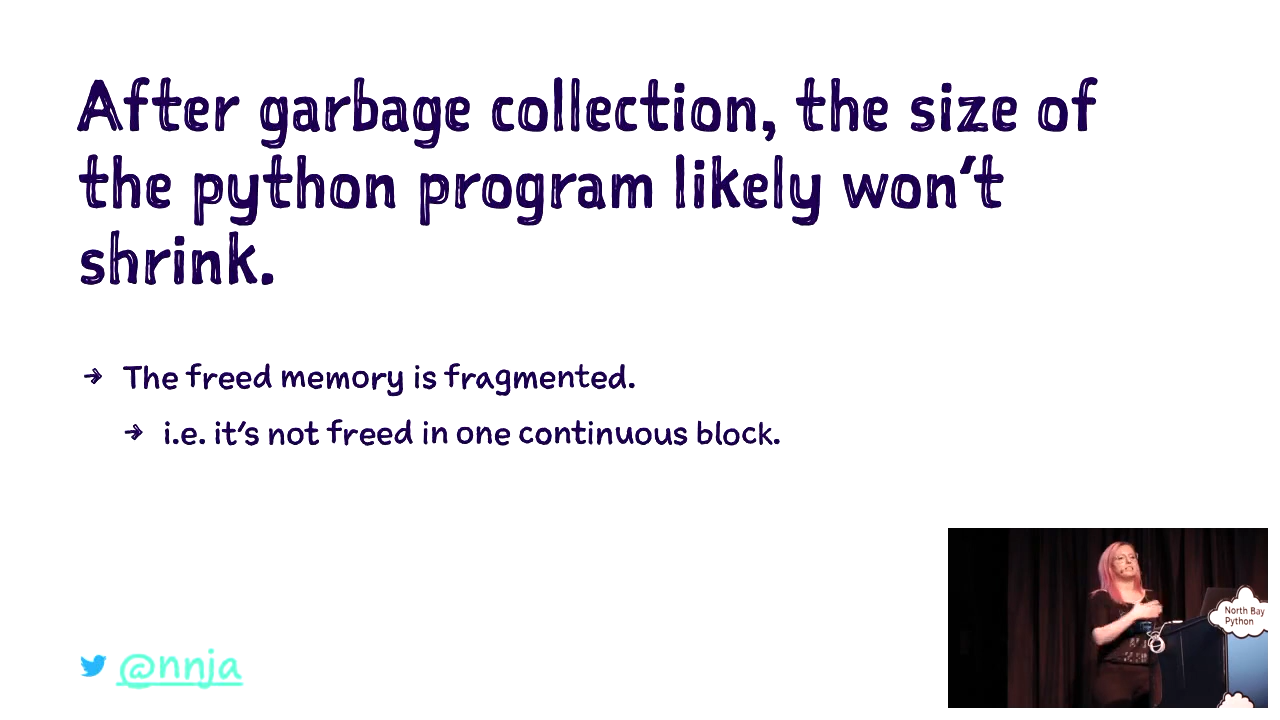 After garbage collection, the size of
the python program likely won't
shrink.
→ The freed memory is fragmented.
→ i.e. it's not freed in one continuous block.
@nnja
North Bay
Python